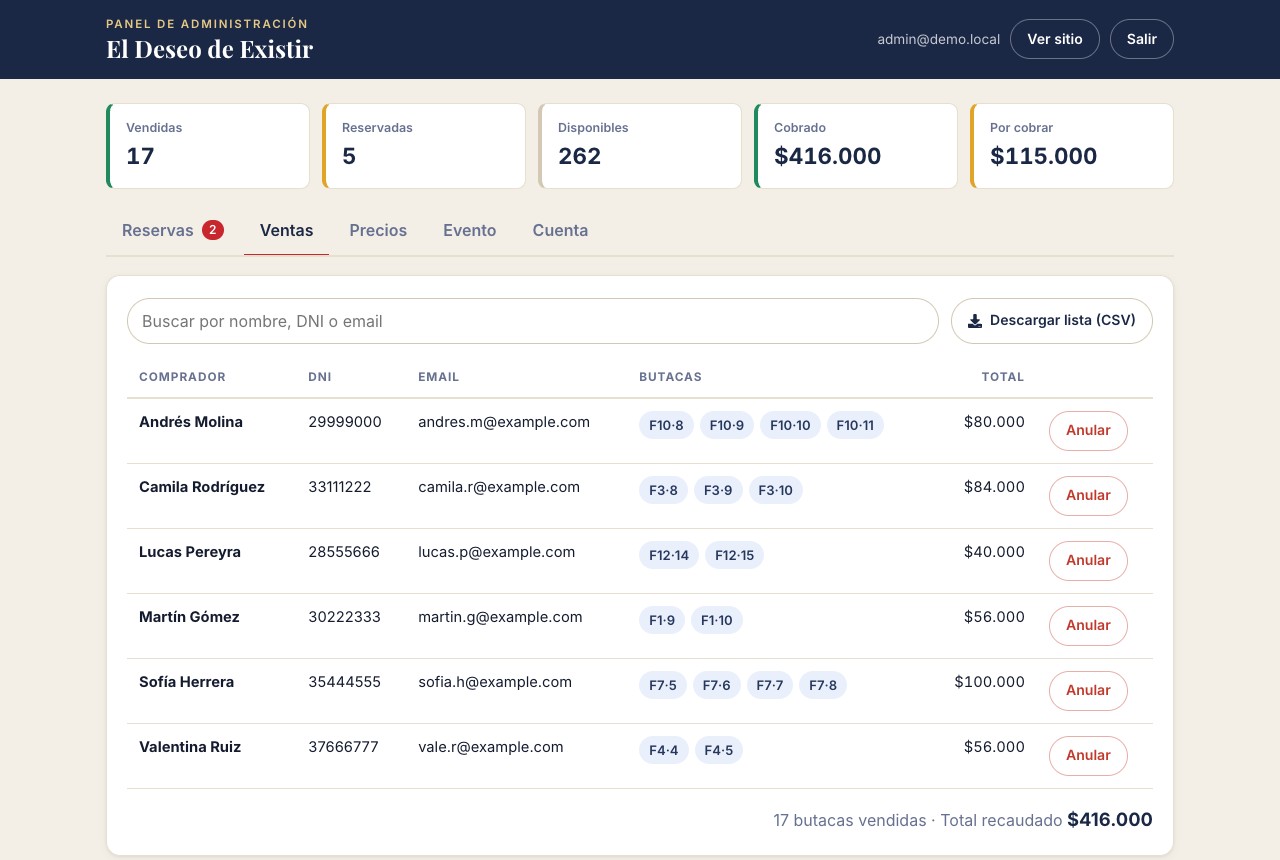 PANEL DE ADMINISTRACIÓN
El Deseo de Existir
admin@demo.local Ver sitio Salir
Vendidas Reservadas Disponibles Cobrado Por cobrar
17 5 262 $416.000 $115.000
Reservas 2 Ventas Precios Evento Cuenta
Buscar por nombre, DNI o email Descargar lista (CSV)
COMPRADOR DNI EMAIL BUTACAS TOTAL
Andrés Molina 29999000 andres.m@example.com F10·8 F10·9 F10·10 F10·11 $80.000 Anular
Camila Rodríguez 33111222 camila.r@example.com F3·8 F3·9 F3·10 $84.000 Anular
Lucas Pereyra 28555666 lucas.p@example.com F12·14 F12·15 $40.000 Anular
Martín Gómez 30222333 martin.g@example.com F1·9 F1·10 $56.000 Anular
Sofía Herrera 35444555 sofia.h@example.com F7·5 F7·6 F7·7 F7·8 $100.000 Anular
Valentina Ruiz 37666777 vale.r@example.com F4·4 F4·5 $56.000 Anular
17 butacas vendidas · Total recaudado $416.000